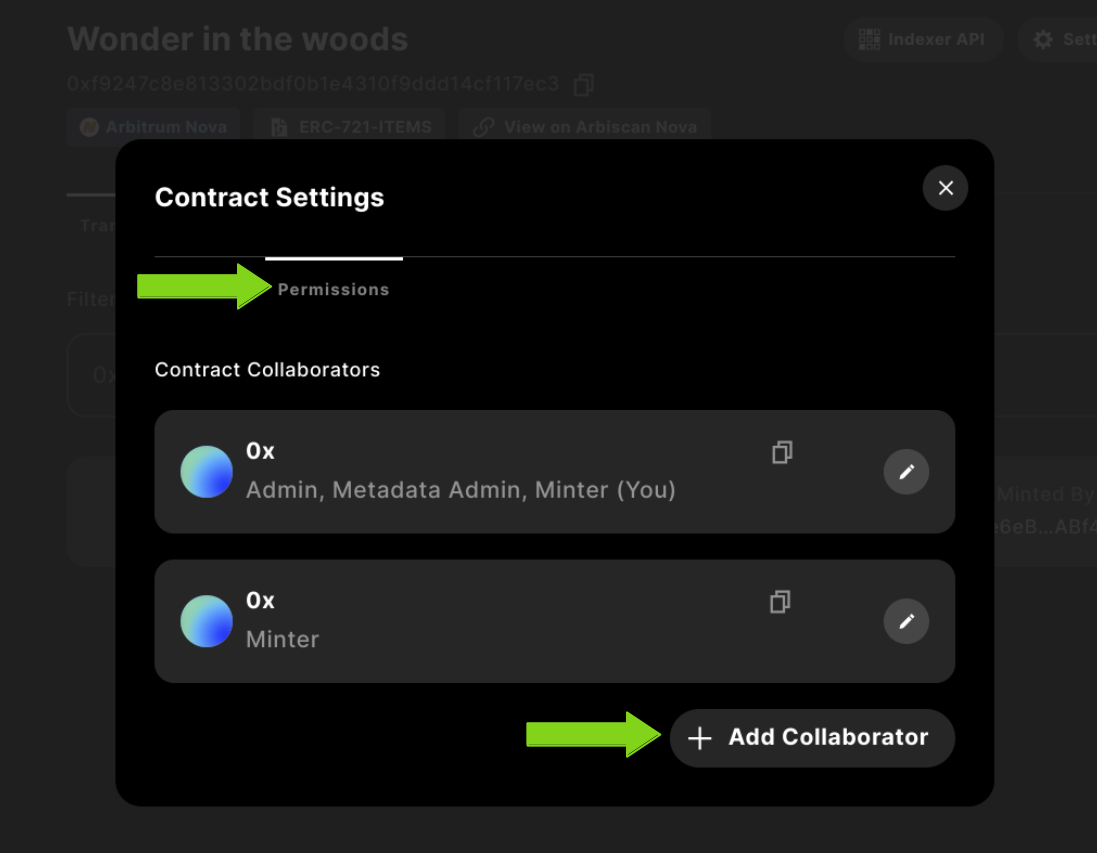 Wonder in the woods
Indexer API
Sett
0xf9247c8e813302bdf0b1e4310f9ddd14cf117ec3
Arbitrum Nova
ERC-721-ITEMS
View on Arbiscan Nova
Contract Settings
Tran
Permissions
Filter
Contract Collaborators
0x
0x
Admin, Metadata Admin, Minter (You)
Minted By
e6eB...ABf4
0x
Minter
Add Collaborator